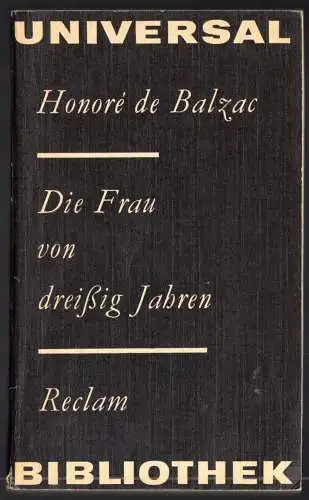 UNIVERSAL
Honoré de Balzac
Die Frau
von
dreißig Jahren
Reclam
BIBLIOTHEK